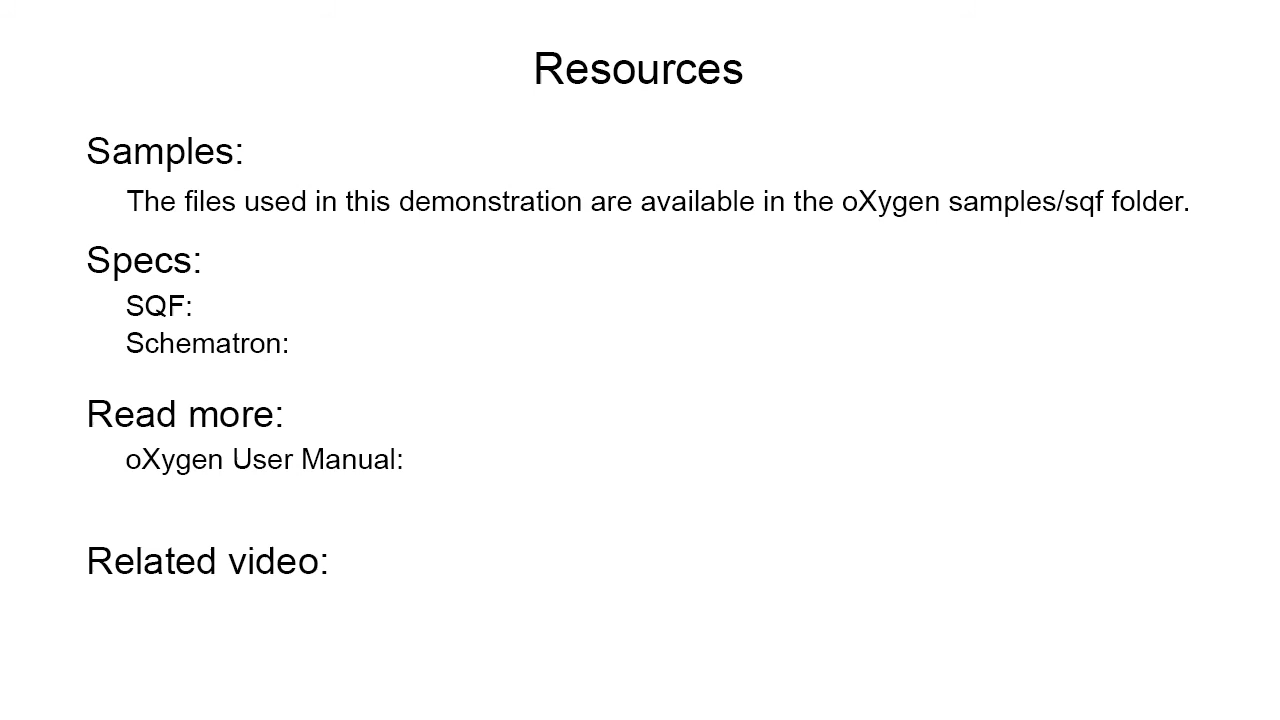 Resources
Samples:
The files used in this demonstration are available in the oXygen samples/sqf folder.
Specs:
SQF:
Schematron:
Read more:
oXygen User Manual:
Related video: